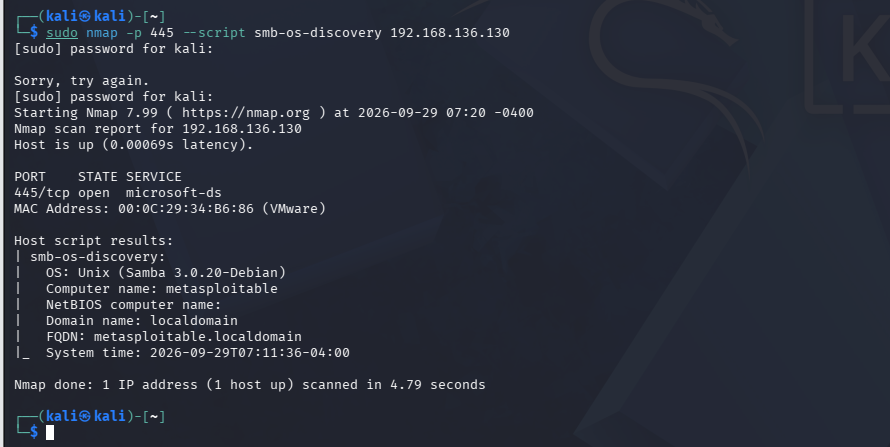 ┌──(kali㉿kali)-[~]
└─$ sudo nmap -p 445 --script smb-os-discovery 192.168.136.130
[sudo] password for kali:
Sorry, try again.
[sudo] password for kali:
Starting Nmap 7.99 ( https://nmap.org ) at 2026-09-29 07:20 -0400
Nmap scan report for 192.168.136.130
Host is up (0.00069s latency).
PORT    STATE SERVICE
445/tcp open  microsoft-ds
MAC Address: 00:0C:29:34:B6:86 (VMware)
Host script results:
| smb-os-discovery:
|   OS: Unix (Samba 3.0.20-Debian)
|   Computer name: metasploitable
|   NetBIOS computer name:
|   Domain name: localdomain
|   FQDN: metasploitable.localdomain
|_  System time: 2026-09-29T07:11:36-04:00
Nmap done: 1 IP address (1 host up) scanned in 4.79 seconds
┌──(kali㉿kali)-[~]
└─$
K